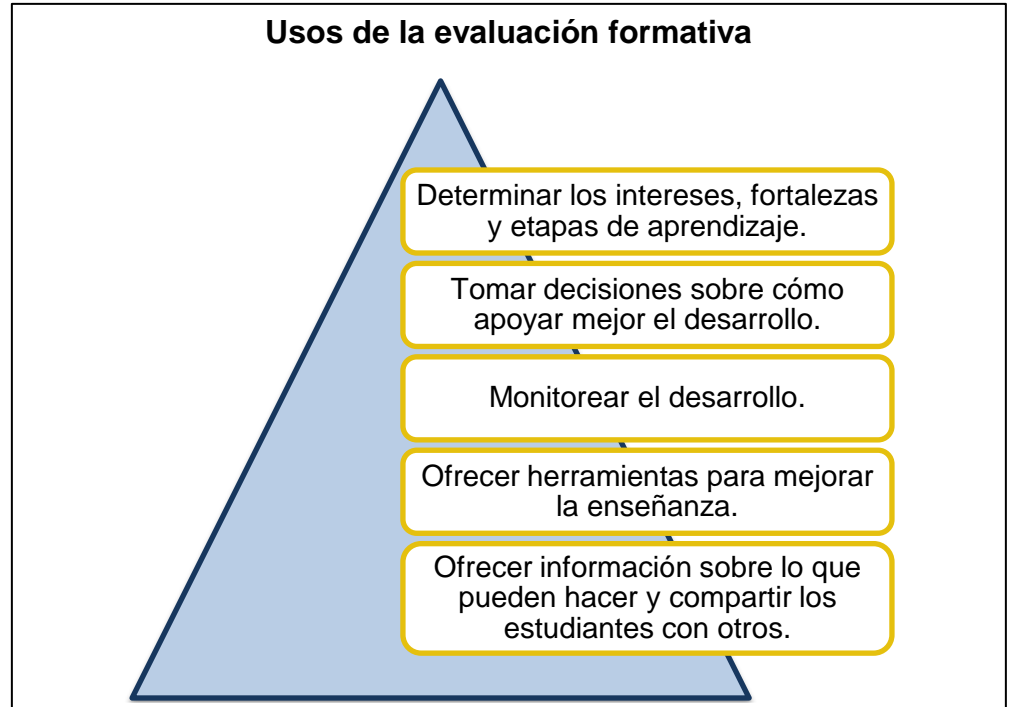 Usos de la evaluación formativa
Determinar los intereses, fortalezas
y etapas de aprendizaje.
Tomar decisiones sobre cómo
apoyar mejor el desarrollo.
Monitorear el desarrollo.
Ofrecer herramientas para mejorar
la enseñanza.
Ofrecer información sobre lo que
pueden hacer y compartir los
estudiantes con otros.